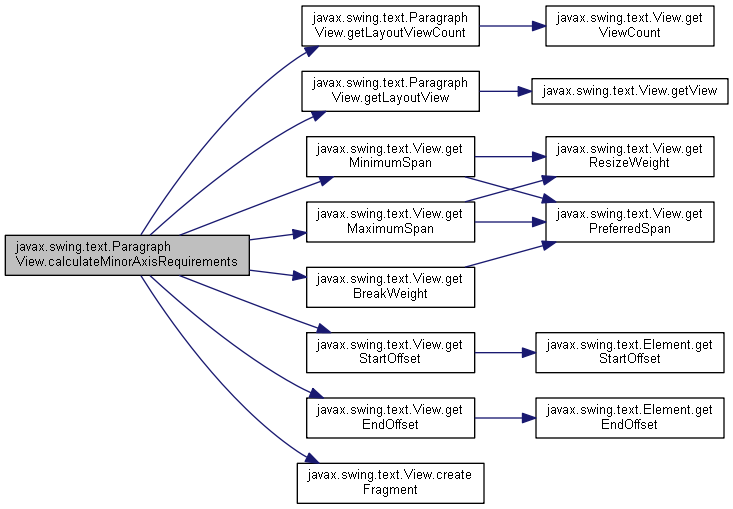 javax.swing.text.Paragraph
View.calculateMinorAxisRequirements
javax.swing.text.Paragraph
View.getLayoutViewCount
javax.swing.text.View.get
ViewCount
javax.swing.text.Paragraph
View.getLayoutView
javax.swing.text.View.getView
javax.swing.text.View.get
MinimumSpan
javax.swing.text.View.get
ResizeWeight
javax.swing.text.View.get
MaximumSpan
javax.swing.text.View.get
PreferredSpan
javax.swing.text.View.get
BreakWeight
javax.swing.text.View.get
StartOffset
javax.swing.text.Element.get
StartOffset
javax.swing.text.View.get
EndOffset
javax.swing.text.Element.get
EndOffset
javax.swing.text.View.create
Fragment